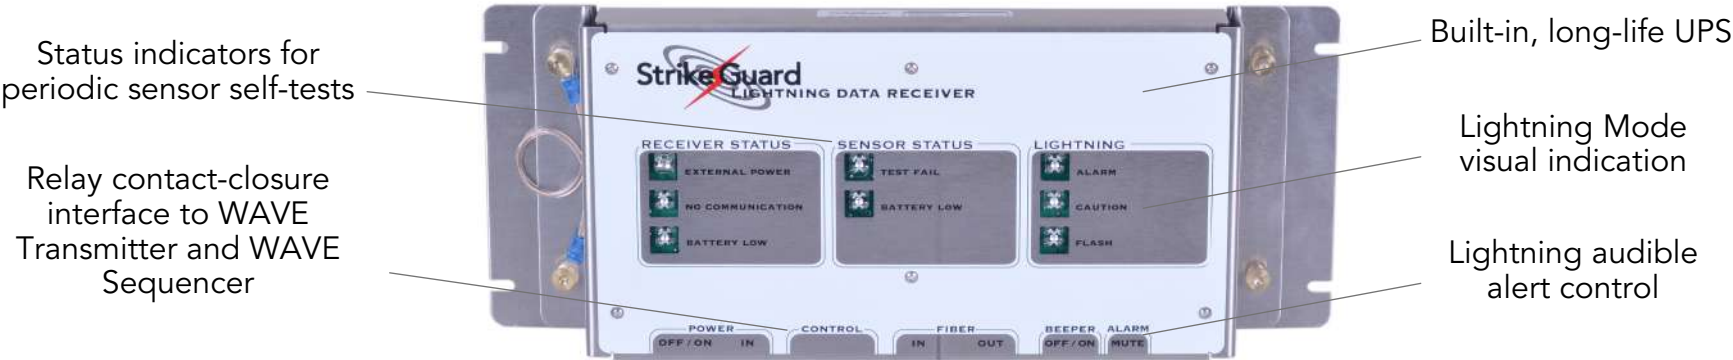 Status indicators for
periodic sensor self-tests
Relay contact-closure
interface to WAVE
Transmitter and WAVE
Sequencer
StrikeGuard
LIGHTNING DATA RECEIVER
RECEIVER STATUS
EXTERNAL POWER
NO COMMUNICATION
BATTERY LOW
SENSOR STATUS
TEST FAIL
BATTERY LOW
LIGHTNING
ALARM
CAUTION
FLASH
POWER
OFF / ON IN
CONTROL
FIBER
IN OUT
BEEPER
OFF / ON
ALARM
MUTE
Built-in, long-life UPS
Lightning Mode
visual indication
Lightning audible
alert control